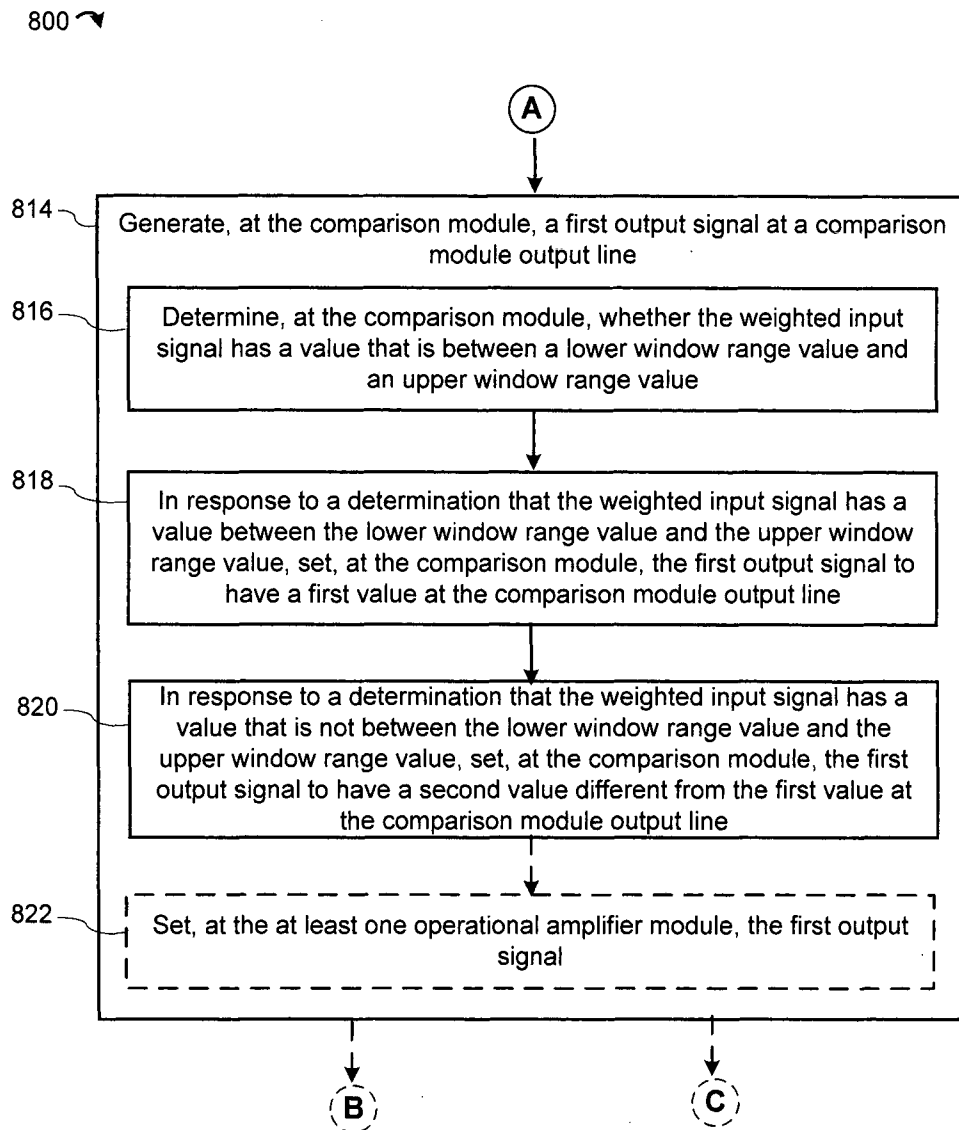 800
A
814
Generate, at the comparison module, a first output signal at a comparison
module output line
816
Determine, at the comparison module, whether the weighted input
signal has a value that is between a lower window range value and
an upper window range value
818
In response to a determination that the weighted input signal has a
value between the lower window range value and the upper window
range value, set, at the comparison module, the first output signal to
have a first value at the comparison module output line
820
In response to a determination that the weighted input signal has a
value that is not between the lower window range value and the
upper window range value, set, at the comparison module, the first
output signal to have a second value different from the first value at
the comparison module output line
822
Set, at the at least one operational amplifier module, the first output
signal
B
C